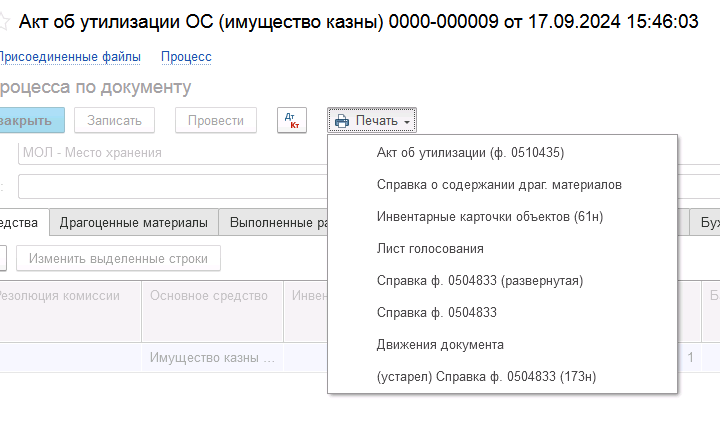 Акт об утилизации ОС (имущество казны) 0000-000009 от 17.09.2024 15:46:03
Присоединенные файлы Процесс
роцесса по документу
закрыть Записать Провести Дт Кт Печать
МОЛ - Место хранения
Акт об утилизации (ф. 0510435)
Справка о содержании драг. материалов
Инвентарные карточки объектов (61н)
Лист голосования
Справка ф. 0504833 (развернутая)
Справка ф. 0504833
Движения документа
(устарел) Справка ф. 0504833 (173н)
:
едства Драгоценные материалы Выполненные ра Бух
Изменить выделенные строки
Резолюция комиссии Основное средство Инвен Ба
Имущество казны ... 1